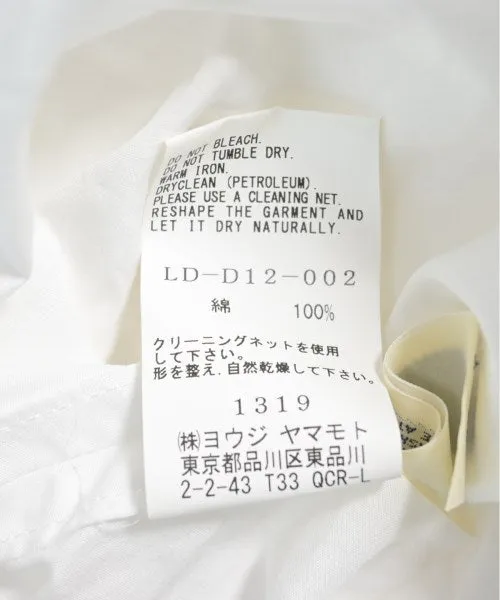 DO NOT BLEACH.
DO NOT TUMBLE DRY.
WARM IRON.
DRYCLEAN (PETROLEUM).
PLEASE USE A CLEANING NET.
RESHAPE THE GARMENT AND
LET IT DRY NATURALLY.
LD-D12-002
綿 100%
クリーニングネットを使用
して下さい。
形を整え、自然乾燥して下さい。
1319
(株)ヨウジ ヤマモト
東京都品川区東品川
2-2-43 T33 QCR-L